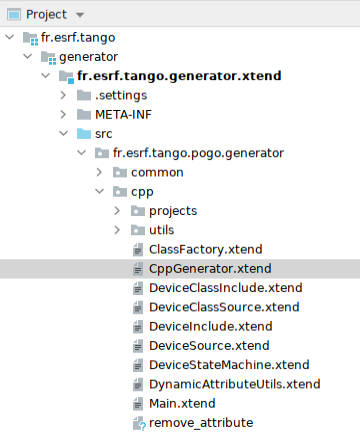 Project
fr.esrf.tango
generator
fr.esrf.tango.generator.xtend
.settings
META-INF
src
fr.esrf.tango.pogo.generator
common
cpp
projects
utils
ClassFactory.xtend
CppGenerator.xtend
DeviceClassInclude.xtend
DeviceClassSource.xtend
DeviceInclude.xtend
DeviceSource.xtend
DeviceStateMachine.xtend
DynamicAttributeUtils.xtend
Main.xtend
remove_attribute